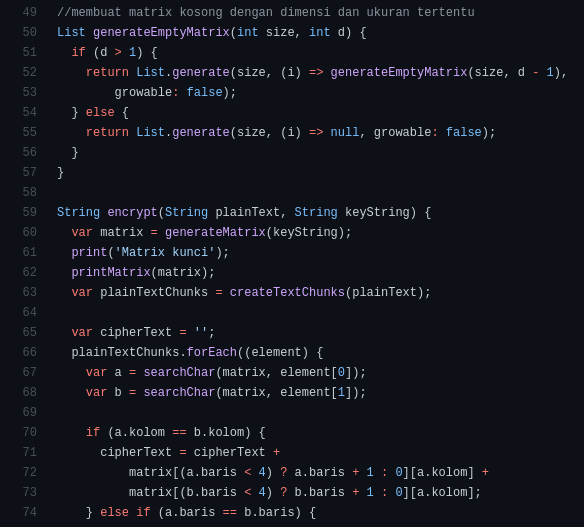 49 //membuat matrix kosong dengan dimensi dan ukuran tertentu
50 List generateEmptyMatrix(int size, int d) {
51   if (d > 1) {
52     return List.generate(size, (i) => generateEmptyMatrix(size, d - 1),
53         growable: false);
54   } else {
55     return List.generate(size, (i) => null, growable: false);
56   }
57 }
58
59 String encrypt(String plainText, String keyString) {
60   var matrix = generateMatrix(keyString);
61   print('Matrix kunci');
62   printMatrix(matrix);
63   var plainTextChunks = createTextChunks(plainText);
64
65   var cipherText = '';
66   plainTextChunks.forEach((element) {
67     var a = searchChar(matrix, element[0]);
68     var b = searchChar(matrix, element[1]);
69
70     if (a.kolom == b.kolom) {
71       cipherText = cipherText +
72           matrix[(a.baris < 4) ? a.baris + 1 : 0][a.kolom] +
73           matrix[(b.baris < 4) ? b.baris + 1 : 0][a.kolom];
74     } else if (a.baris == b.baris) {